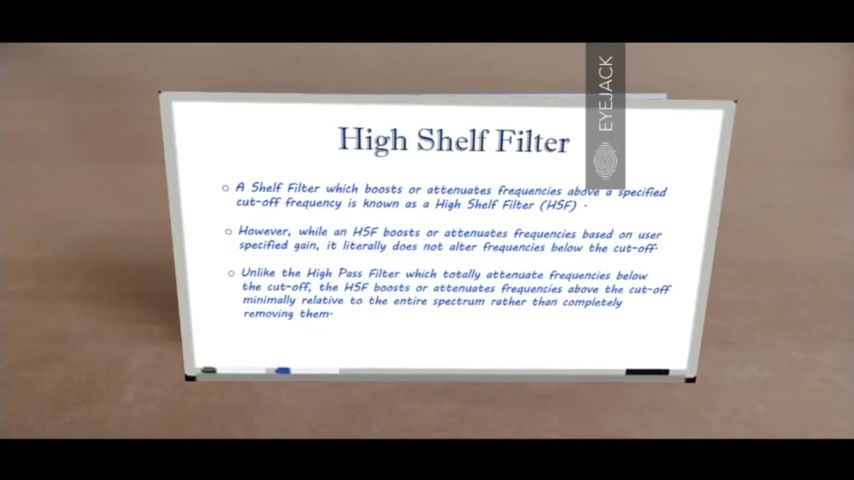 EYEJACK
High Shelf Filter
A Shelf Filter which boosts or attenuates frequencies above a specified
cut-off frequency is known as a High Shelf Filter (HSF) .
However, while an HSF boosts or attenuates frequencies based on user
specified gain, it literally does not alter frequencies below the cut-off.
Unlike the High Pass Filter which totally attenuate frequencies below
the cut-off, the HSF boosts or attenuates frequencies above the cut-off
minimally relative to the entire spectrum rather than completely
removing them.